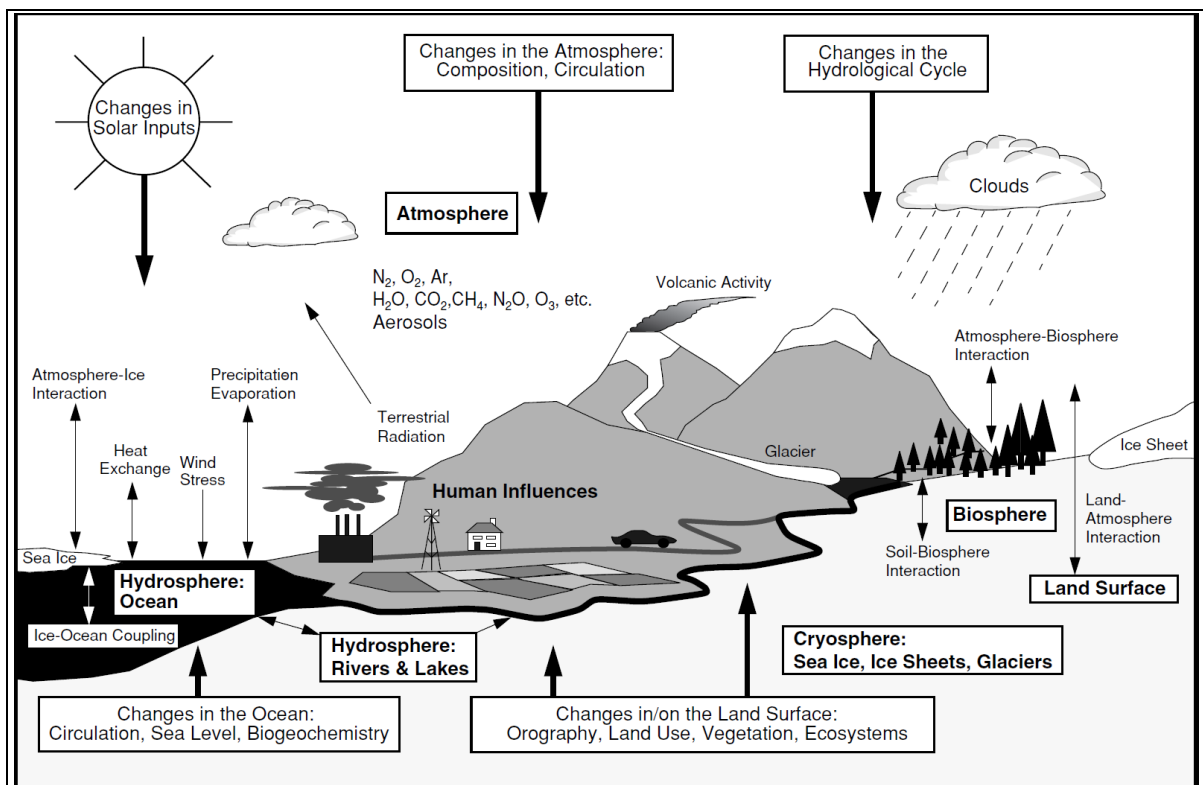 Changes in the Atmosphere:
Composition, Circulation
Changes in the
Hydrological Cycle
Changes in
Solar Inputs
Clouds
Atmosphere
N₂, O₂, Ar,
H₂O, CO₂,CH₄, N₂O, O₃, etc.
Aerosols
Volcanic Activity
Atmosphere-Biosphere
Interaction
Atmosphere-Ice
Interaction
Precipitation
Evaporation
Terrestrial
Radiation
Heat
Exchange
Wind
Stress
Glacier
Ice Sheet
Human Influences
Biosphere
Land-
Atmosphere
Interaction
Soil-Biosphere
Interaction
Sea Ice
Hydrosphere:
Ocean
Land Surface
Ice-Ocean Coupling
Hydrosphere:
Rivers & Lakes
Cryosphere:
Sea Ice, Ice Sheets, Glaciers
Changes in the Ocean:
Circulation, Sea Level, Biogeochemistry
Changes in/on the Land Surface:
Orography, Land Use, Vegetation, Ecosystems